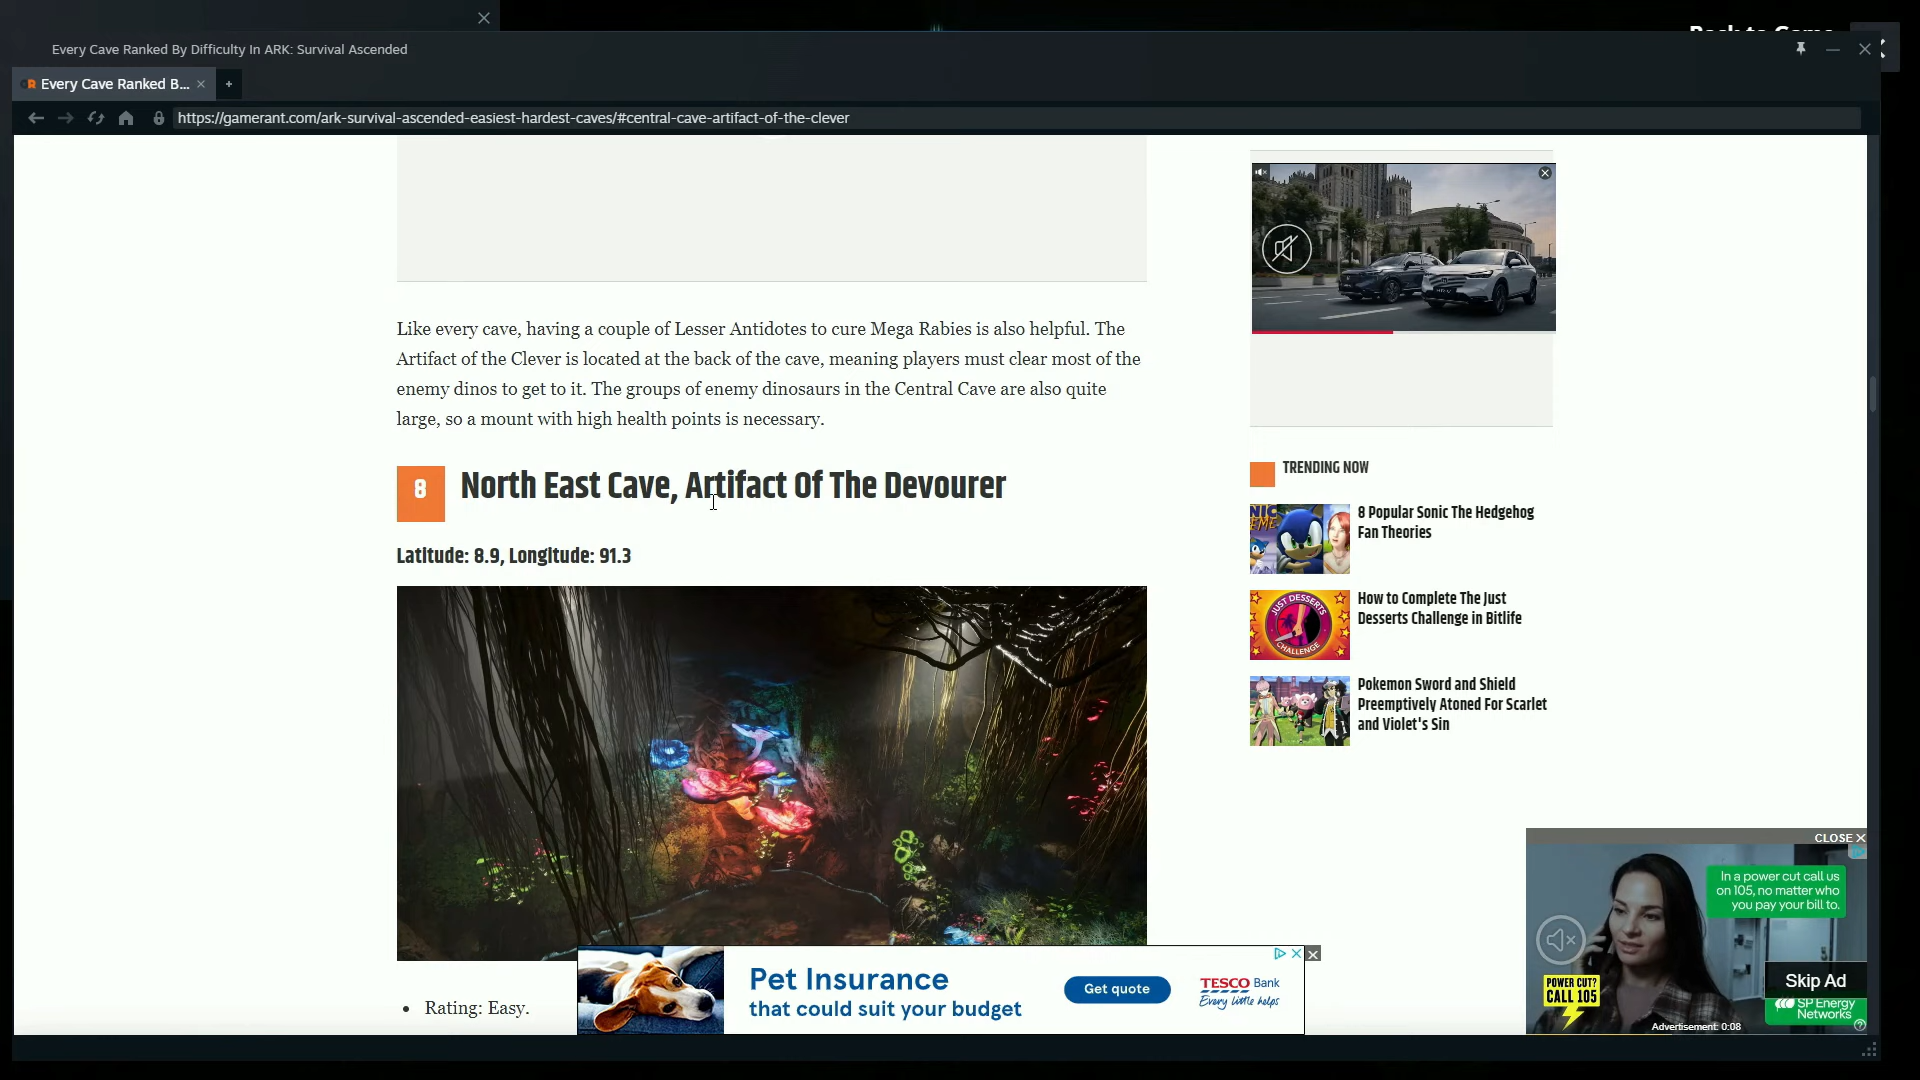 Back to Game
Every Cave Ranked By Difficulty In ARK: Survival Ascended
Every Cave Ranked B...
https://gamerant.com/ark-survival-ascended-easiest-hardest-caves/#central-cave-artifact-of-the-clever
Like every cave, having a couple of Lesser Antidotes to cure Mega Rabies is also helpful. The
Artifact of the Clever is located at the back of the cave, meaning players must clear most of the
enemy dinos to get to it. The groups of enemy dinosaurs in the Central Cave are also quite
large, so a mount with high health points is necessary.
8 North East Cave, Artifact Of The Devourer
Latitude: 8.9, Longitude: 91.3
Rating: Easy.
TRENDING NOW
8 Popular Sonic The Hedgehog
Fan Theories
How to Complete The Just
Desserts Challenge in Bitlife
JUST DESSERTS
CHALLENGE
Pokemon Sword and Shield
Preemptively Atoned For Scarlet
and Violet's Sin
Pet Insurance
that could suit your budget
Get quote
TESCO Bank
Every little helps
CLOSE X
In a power cut call us
on 105, no matter who
you pay your bill to.
POWER CUT?
CALL 105
Skip Ad
SP Energy
Networks
Advertisement: 0:08